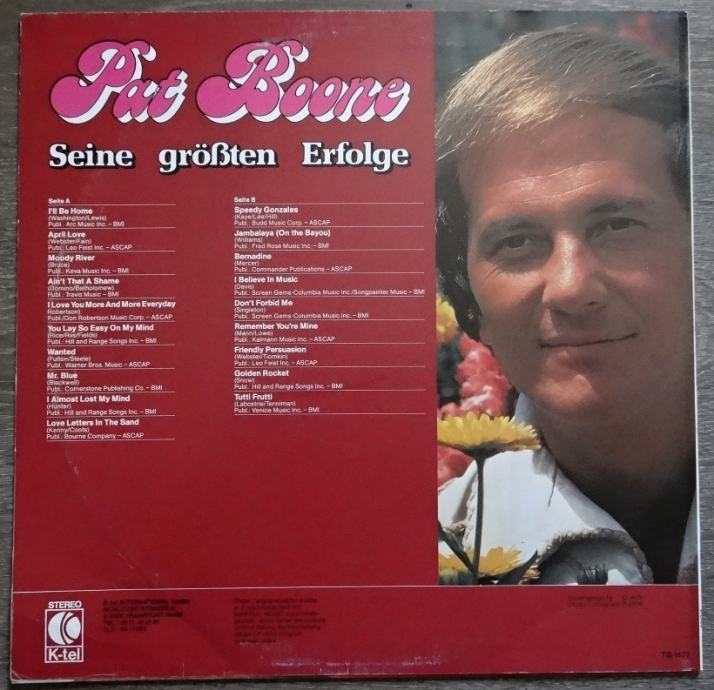 Pat Boone
Seine größten Erfolge
Seite A
I'll Be Home
(Washington/Lewis)
Publ.: Arc Music Inc. – BMI
April Love
(Webster/Fain)
Publ.: Leo Feist Inc. – ASCAP
Moody River
(Bruce)
Publ.: Keva Music Inc. – BMI
Ain't That A Shame
(Domino/Batholomew)
Publ.: Travis Music – BMI
I Love You More And More Everyday
Robertson)
Publ./Don Robertson Music Corp. – ASCAP
You Lay So Easy On My Mind
(Rice/Riis/Fields)
Publ.: Hill and Range Songs Inc. – BMI
Wanted
(Fulton/Steele)
Publ.: Warner Bros. Music – ASCAP
Mr. Blue
(Blackwell)
Publ.: Cornerstone Publishing Co. – BMI
I Almost Lost My Mind
(Hunter)
Publ.: Hill and Range Songs Inc. – BMI
Love Letters In The Sand
(Kenny/Coots)
Publ.: Bourne Company – ASCAP
Seite B
Speedy Gonzales
(Kaye/Lee/Hill)
Publ.: Budd Music Corp. – ASCAP
Jambalaya (On the Bayou)
(Williams)
Publ.: Fred Rose Music Inc. – BMI
Bernadine
(Mercer)
Publ.: Commander Publications – ASCAP
I Believe In Music
(Davis)
Publ.: Screen Gems-Columbia Music Inc./Songpainter Music – BMI
Don't Forbid Me
(Singleton)
Publ.: Screen Gems-Columbia Music Inc. – BMI
Remember You're Mine
(Mann/Lowe)
Publ.: Kalmann Music Inc. – ASCAP
Friendly Persuasion
(Webster/Tiomkin)
Publ.: Leo Feist Inc. – ASCAP
Golden Rocket
(Snow)
Publ.: Hill and Range Songs Inc. – BMI
Tutti Frutti
(Labostrie/Tenniman)
Publ.: Venice Music Inc. – BMI
STEREO
K
K-tel
K-tel INTERNATIONAL GMBH
FRANKFURT/MAIN
TEL.
TLX.